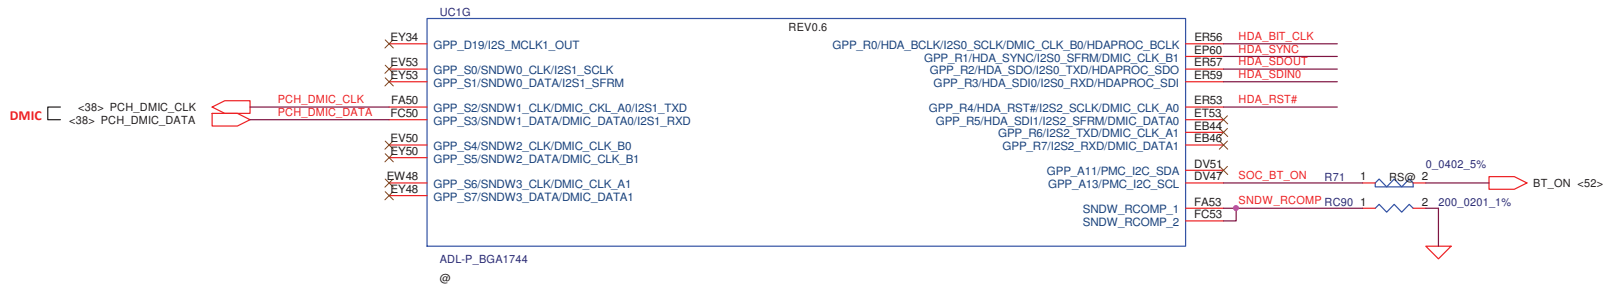 UC1G
REV0.6
EY34 GPP_D19/I2S_MCLK1_OUT
GPP_R0/HDA_BCLK/I2S0_SCLK/DMIC_CLK_B0/HDAPROC_BCLK ER56 HDA_BIT_CLK
GPP_R1/HDA_SYNC/I2S0_SFRM/DMIC_CLK_B1 EP60 HDA_SYNC
EV53 GPP_S0/SNDW0_CLK/I2S1_SCLK
GPP_R2/HDA_SDO/I2S0_TXD/HDAPROC_SDO ER57 HDA_SDOUT
EY53 GPP_S1/SNDW0_DATA/I2S1_SFRM
GPP_R3/HDA_SDI0/I2S0_RXD/HDAPROC_SDI ER59 HDA_SDIN0
DMIC
<38> PCH_DMIC_CLK PCH_DMIC_CLK FA50 GPP_S2/SNDW1_CLK/DMIC_CKL_A0/I2S1_TXD
GPP_R4/HDA_RST#/I2S2_SCLK/DMIC_CLK_A0 ER53 HDA_RST#
<38> PCH_DMIC_DATA PCH_DMIC_DATA FC50 GPP_S3/SNDW1_DATA/DMIC_DATA0/I2S1_RXD
GPP_R5/HDA_SDI1/I2S2_SFRM/DMIC_DATA0 ET53
GPP_R6/I2S2_TXD/DMIC_CLK_A1 EB44
EV50 GPP_S4/SNDW2_CLK/DMIC_CLK_B0
GPP_R7/I2S2_RXD/DMIC_DATA1 EB46
EY50 GPP_S5/SNDW2_DATA/DMIC_CLK_B1
GPP_A11/PMC_I2C_SDA DV51
EW48 GPP_S6/SNDW3_CLK/DMIC_CLK_A1
GPP_A13/PMC_I2C_SCL DV47 SOC_BT_ON R71 1 RS@ 2 0_0402_5% BT_ON <52>
EY48 GPP_S7/SNDW3_DATA/DMIC_DATA1
SNDW_RCOMP_1 FA53 SNDW_RCOMP RC90 1 2 200_0201_1%
SNDW_RCOMP_2 FC53
ADL-P_BGA1744
@